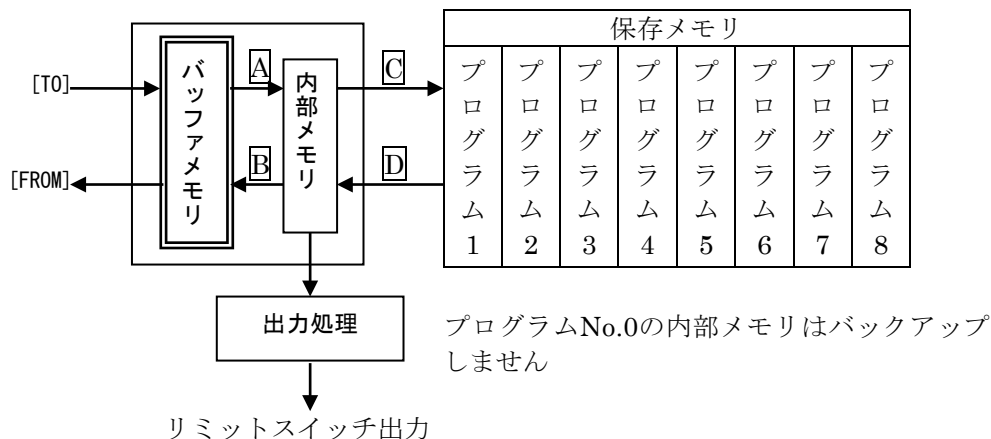 保存メモリ
[TO]
[FROM]
バッファメモリ
A
B
内部メモリ
C
D
プログラム1
プログラム2
プログラム3
プログラム4
プログラム5
プログラム6
プログラム7
プログラム8
出力処理
プログラムNo.0の内部メモリはバックアップ
しません
リミットスイッチ出力